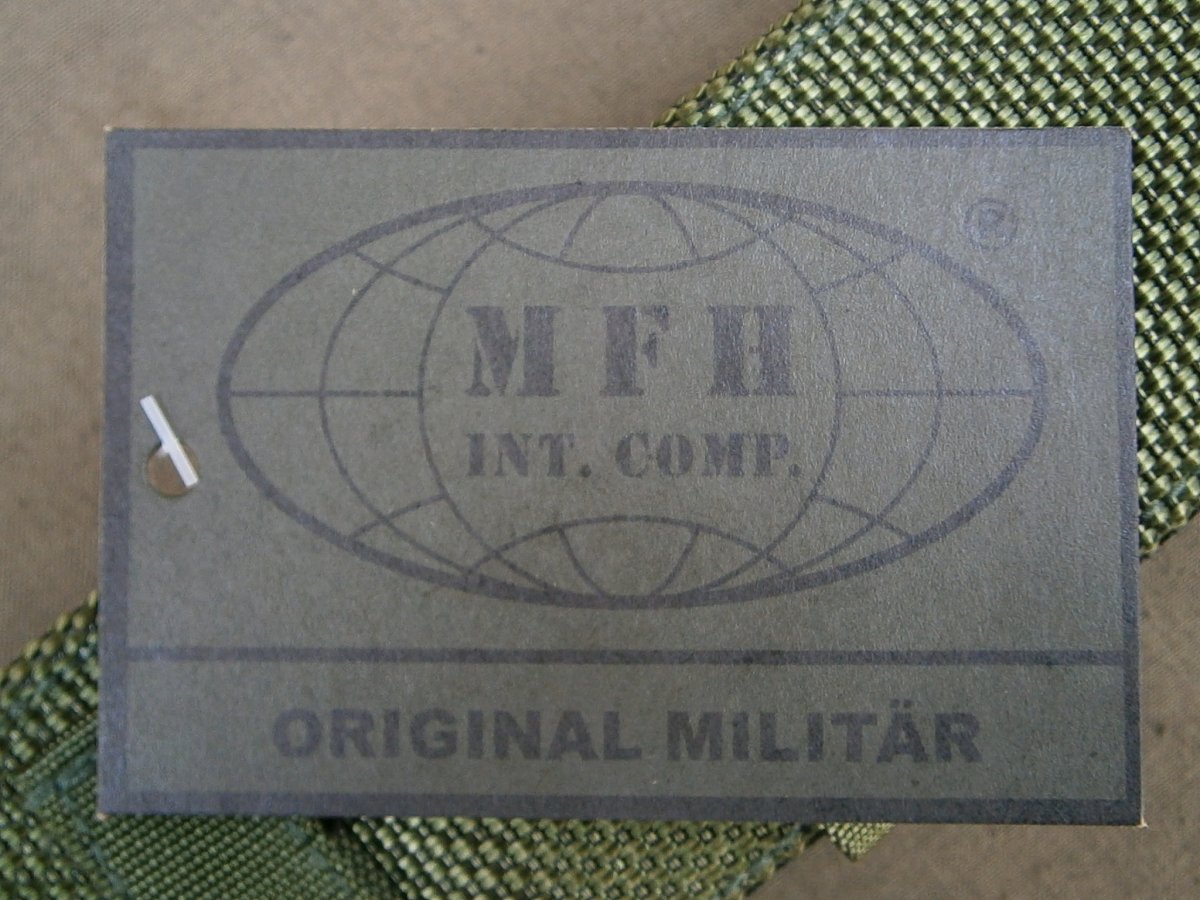 ®
MFH
INT. COMP.
ORIGINAL MILITÄR